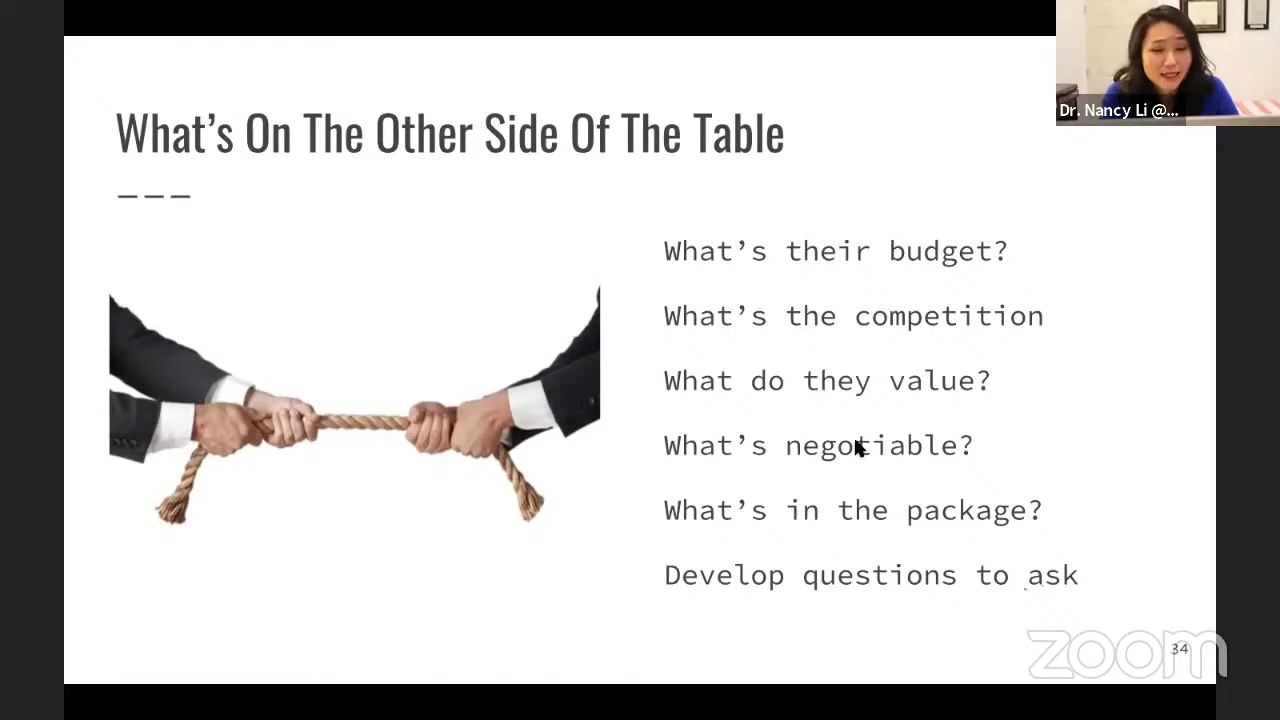 Dr. Nancy Li @...
What’s On The Other Side Of The Table
What’s their budget?
What’s the competition
What do they value?
What’s negotiable?
What’s in the package?
Develop questions to ask
zoom
34